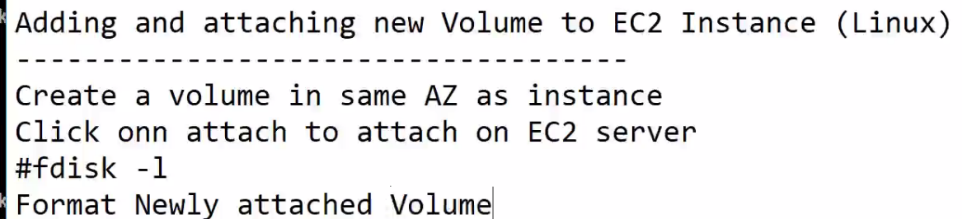 Adding and attaching new Volume to EC2 Instance (Linux)
------------------------------------
Create a volume in same AZ as instance
Click onn attach to attach on EC2 server
#fdisk -l
Format Newly attached Volume